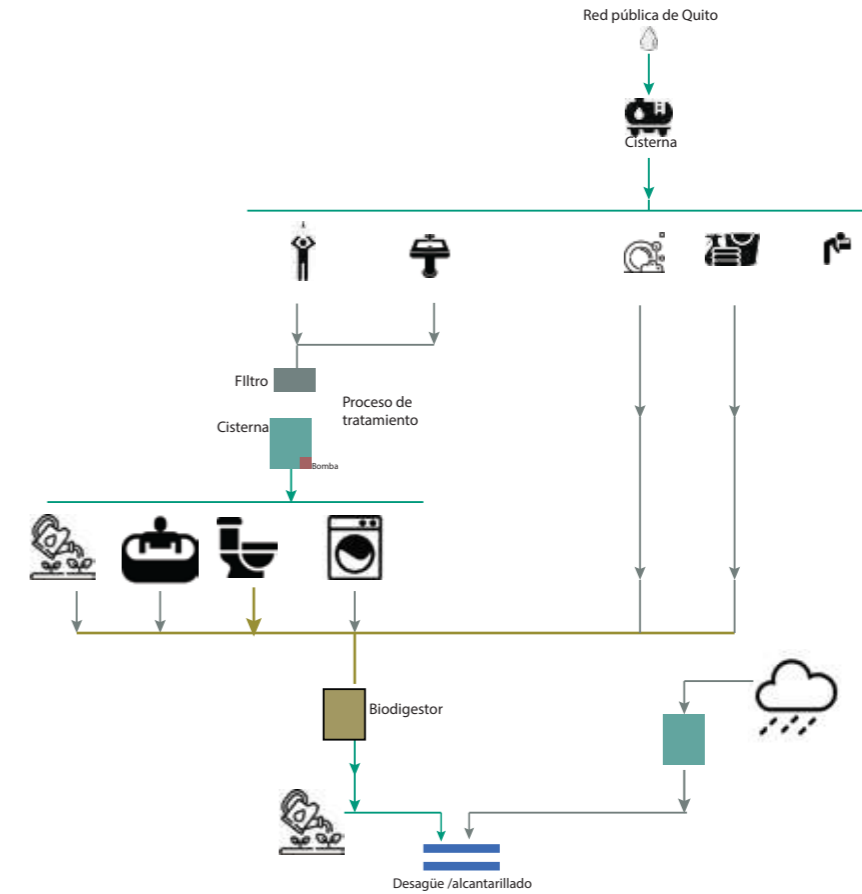 Red pública de Quito
Cisterna
FIltro
Proceso de
tratamiento
Cisterna
Bomba
Biodigestor
Desagüe /alcantarillado